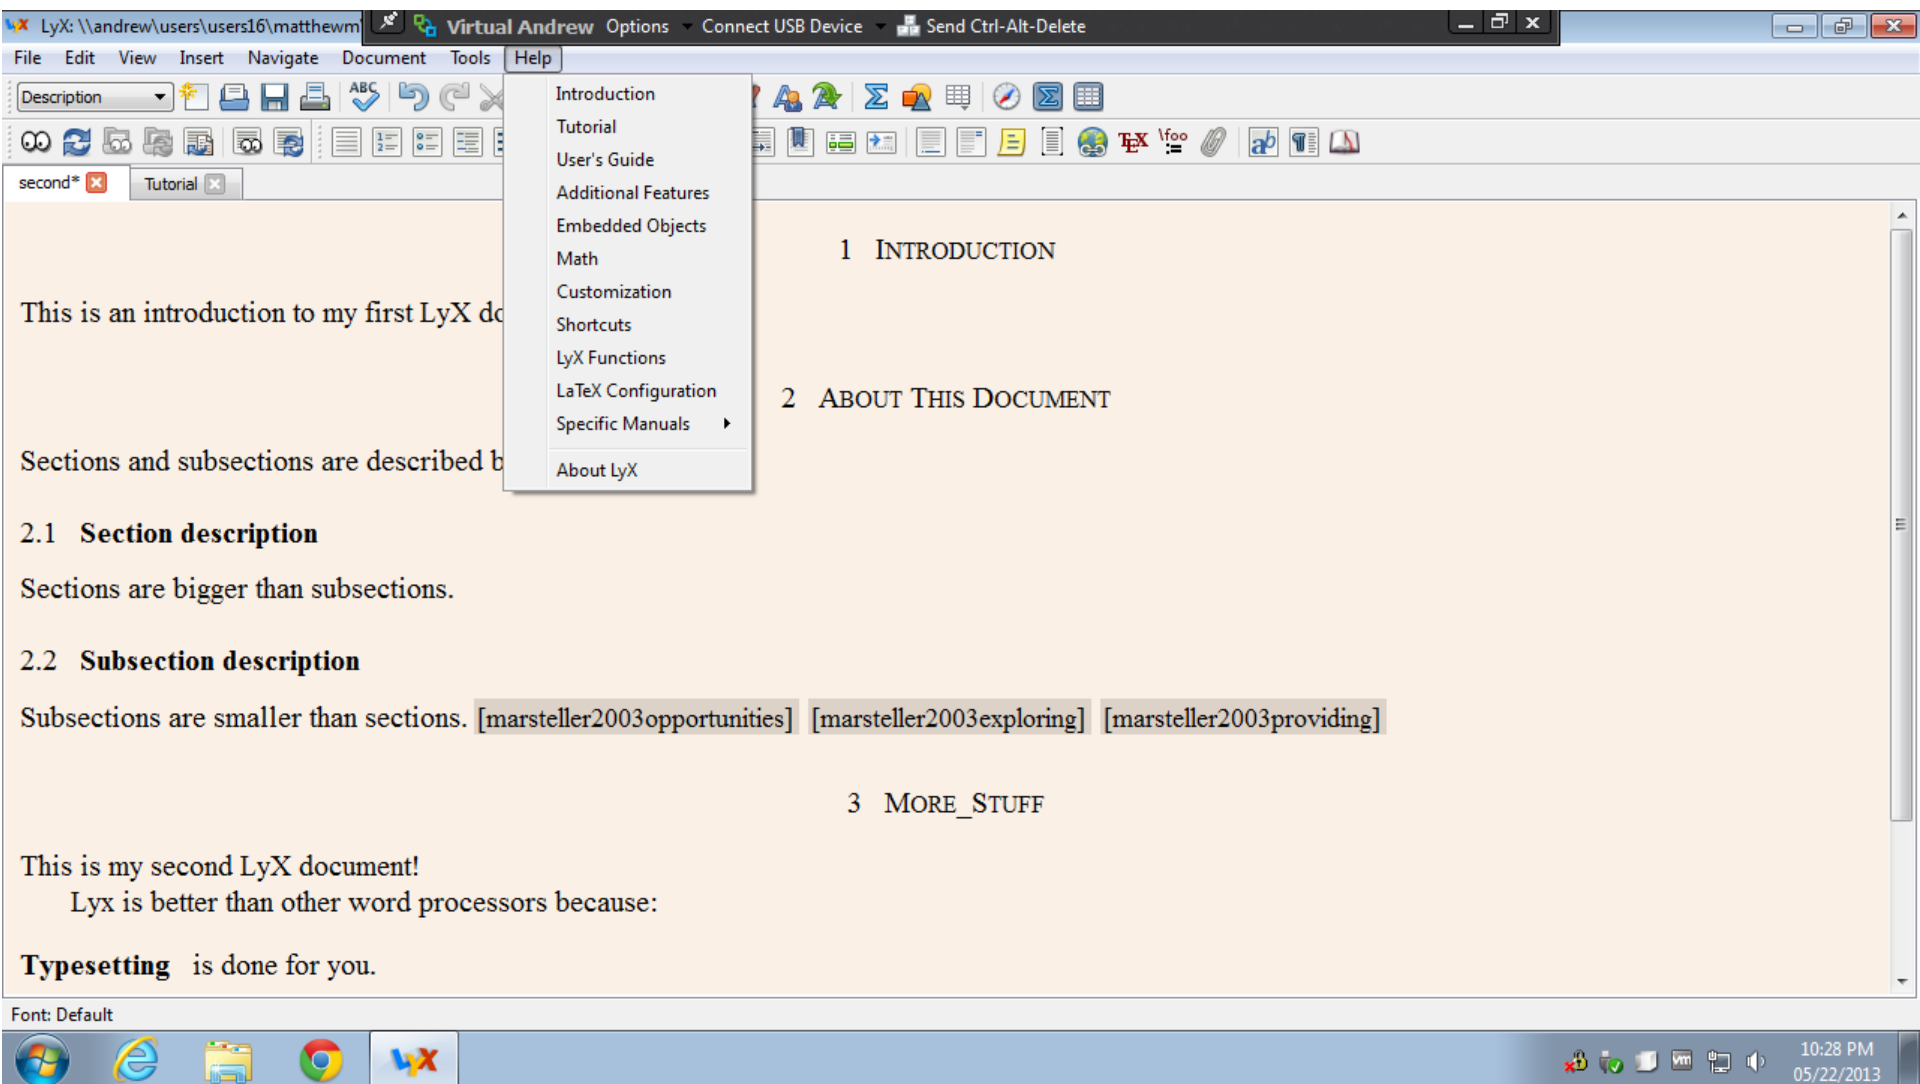 LyX: \\andrew\users\users16\matthewm
Virtual Andrew Options Connect USB Device Send Ctrl-Alt-Delete
File Edit View Insert Navigate Document Tools Help
Description
ABC
TEX \foo
ab
second* Tutorial
Introduction
Tutorial
User's Guide
Additional Features
Embedded Objects
Math
Customization
Shortcuts
LyX Functions
LaTeX Configuration
Specific Manuals
About LyX
1 INTRODUCTION
This is an introduction to my first LyX do
2 ABOUT THIS DOCUMENT
Sections and subsections are described b
2.1 Section description
Sections are bigger than subsections.
2.2 Subsection description
Subsections are smaller than sections. [marsteller2003opportunities] [marsteller2003exploring] [marsteller2003providing]
3 MORE_STUFF
This is my second LyX document!
Lyx is better than other word processors because:
Typesetting is done for you.
Font: Default
LyX
vm
10:28 PM
05/22/2013